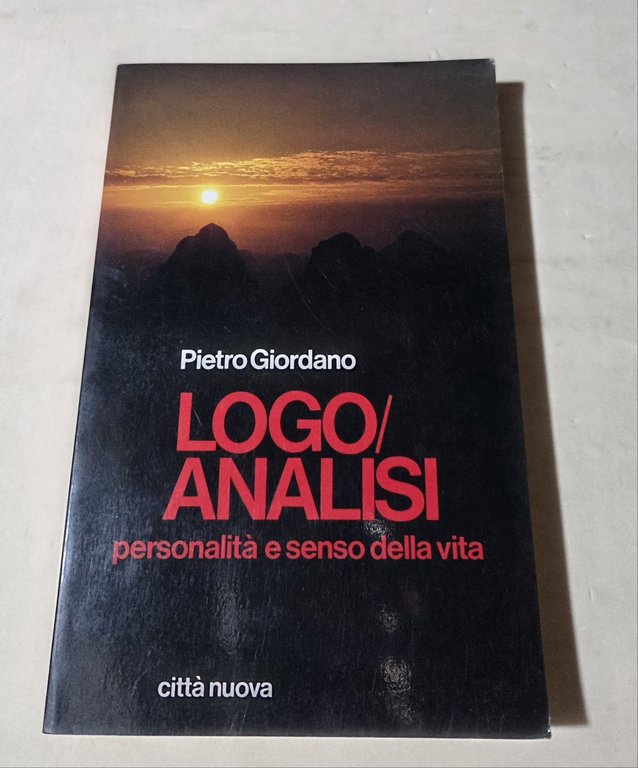 Pietro Giordano
LOGO/
ANALISI
personalità e senso della vita
città nuova